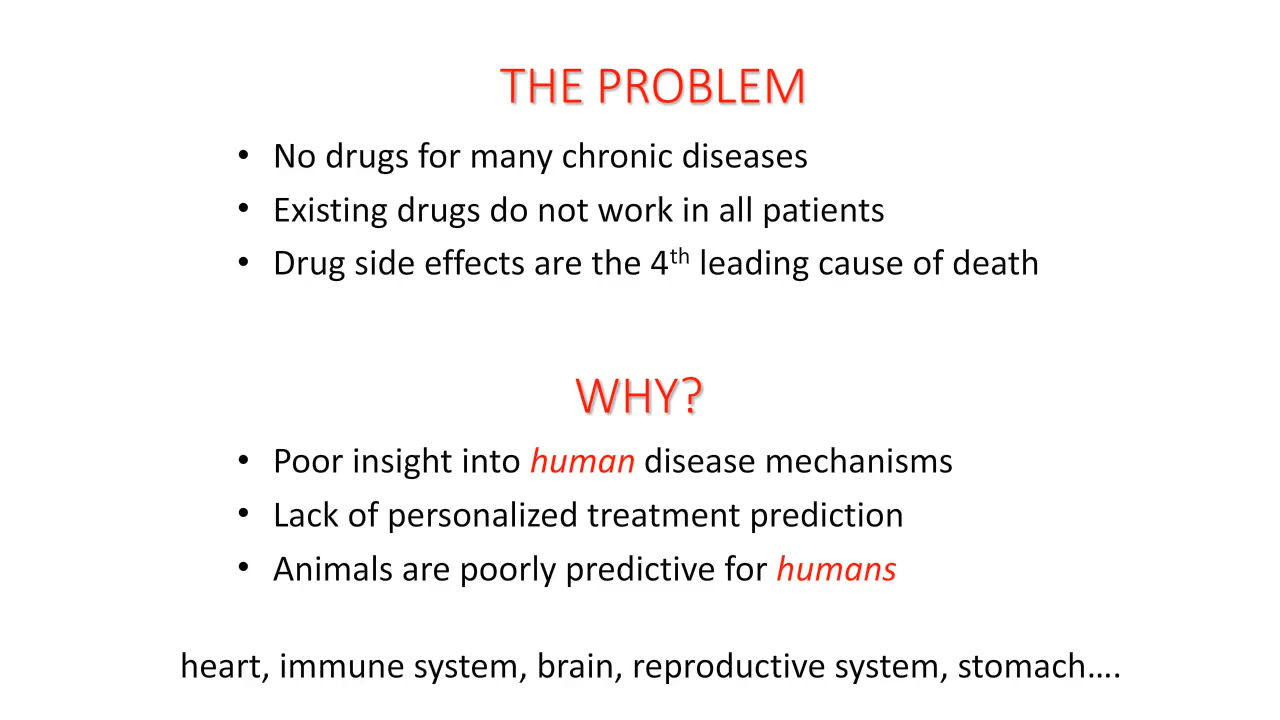 THE PROBLEM
• No drugs for many chronic diseases
• Existing drugs do not work in all patients
• Drug side effects are the 4th leading cause of death
WHY?
• Poor insight into human disease mechanisms
• Lack of personalized treatment prediction
• Animals are poorly predictive for humans
heart, immune system, brain, reproductive system, stomach….